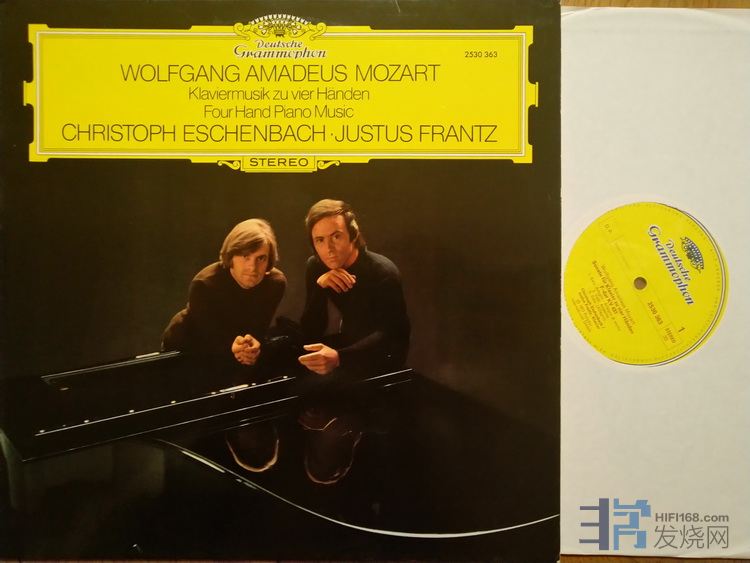 Deutsche
Grammophon
2530 363
WOLFGANG AMADEUS MOZART
Klaviermusik zu vier Händen
Four Hand Piano Music
CHRISTOPH ESCHENBACH · JUSTUS FRANTZ
STEREO
Deutsche
Grammophon
2530 363
STEREO
1
HIFI168.com
发烧网